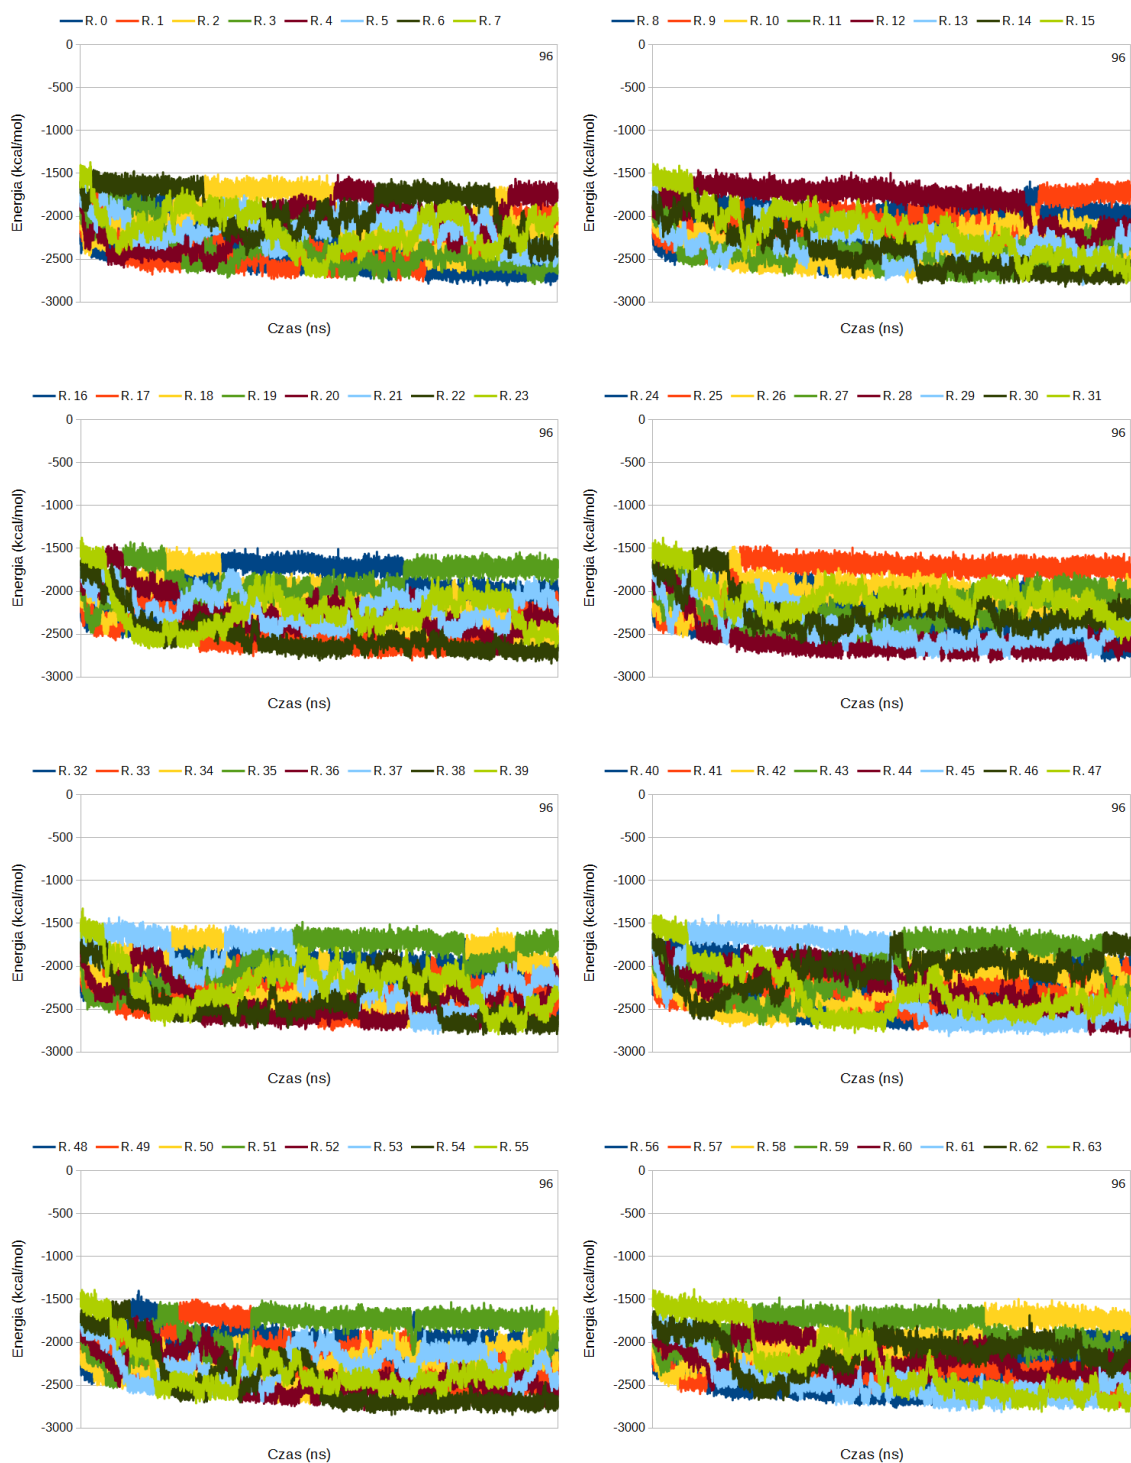 R. 0 R. 1 R. 2 R. 3 R. 4 R. 5 R. 6 R. 7
0
96
-500
-1000
-1500
-2000
-2500
-3000
Energia (kcal/mol)
Czas (ns)
R. 8 R. 9 R. 10 R. 11 R. 12 R. 13 R. 14 R. 15
0
96
-500
-1000
-1500
-2000
-2500
-3000
Energia (kcal/mol)
Czas (ns)
R. 16 R. 17 R. 18 R. 19 R. 20 R. 21 R. 22 R. 23
0
96
-500
-1000
-1500
-2000
-2500
-3000
Energia (kcal/mol)
Czas (ns)
R. 24 R. 25 R. 26 R. 27 R. 28 R. 29 R. 30 R. 31
0
96
-500
-1000
-1500
-2000
-2500
-3000
Energia (kcal/mol)
Czas (ns)
R. 32 R. 33 R. 34 R. 35 R. 36 R. 37 R. 38 R. 39
0
96
-500
-1000
-1500
-2000
-2500
-3000
Energia (kcal/mol)
Czas (ns)
R. 40 R. 41 R. 42 R. 43 R. 44 R. 45 R. 46 R. 47
0
96
-500
-1000
-1500
-2000
-2500
-3000
Energia (kcal/mol)
Czas (ns)
R. 48 R. 49 R. 50 R. 51 R. 52 R. 53 R. 54 R. 55
0
96
-500
-1000
-1500
-2000
-2500
-3000
Energia (kcal/mol)
Czas (ns)
R. 56 R. 57 R. 58 R. 59 R. 60 R. 61 R. 62 R. 63
0
96
-500
-1000
-1500
-2000
-2500
-3000
Energia (kcal/mol)
Czas (ns)